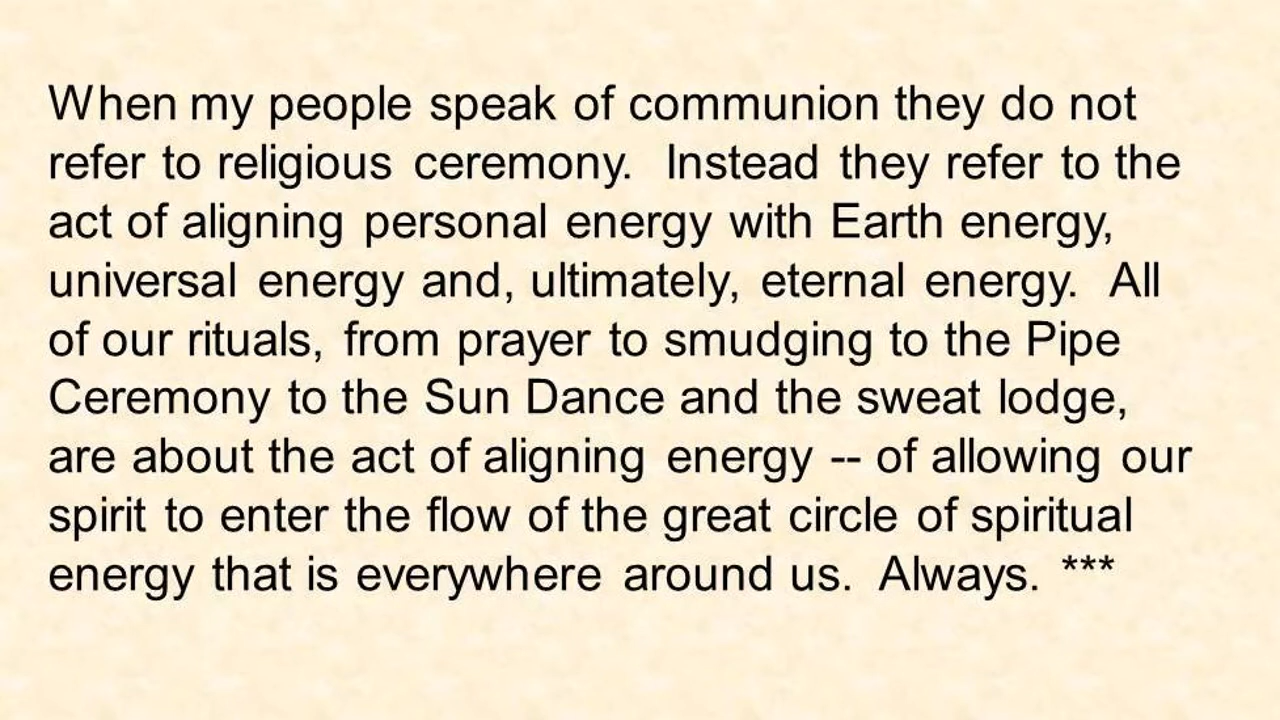 When my people speak of communion they do not
refer to religious ceremony.  Instead they refer to the
act of aligning personal energy with Earth energy,
universal energy and, ultimately, eternal energy.  All
of our rituals, from prayer to smudging to the Pipe
Ceremony to the Sun Dance and the sweat lodge,
are about the act of aligning energy -- of allowing our
spirit to enter the flow of the great circle of spiritual
energy that is everywhere around us.  Always. ***